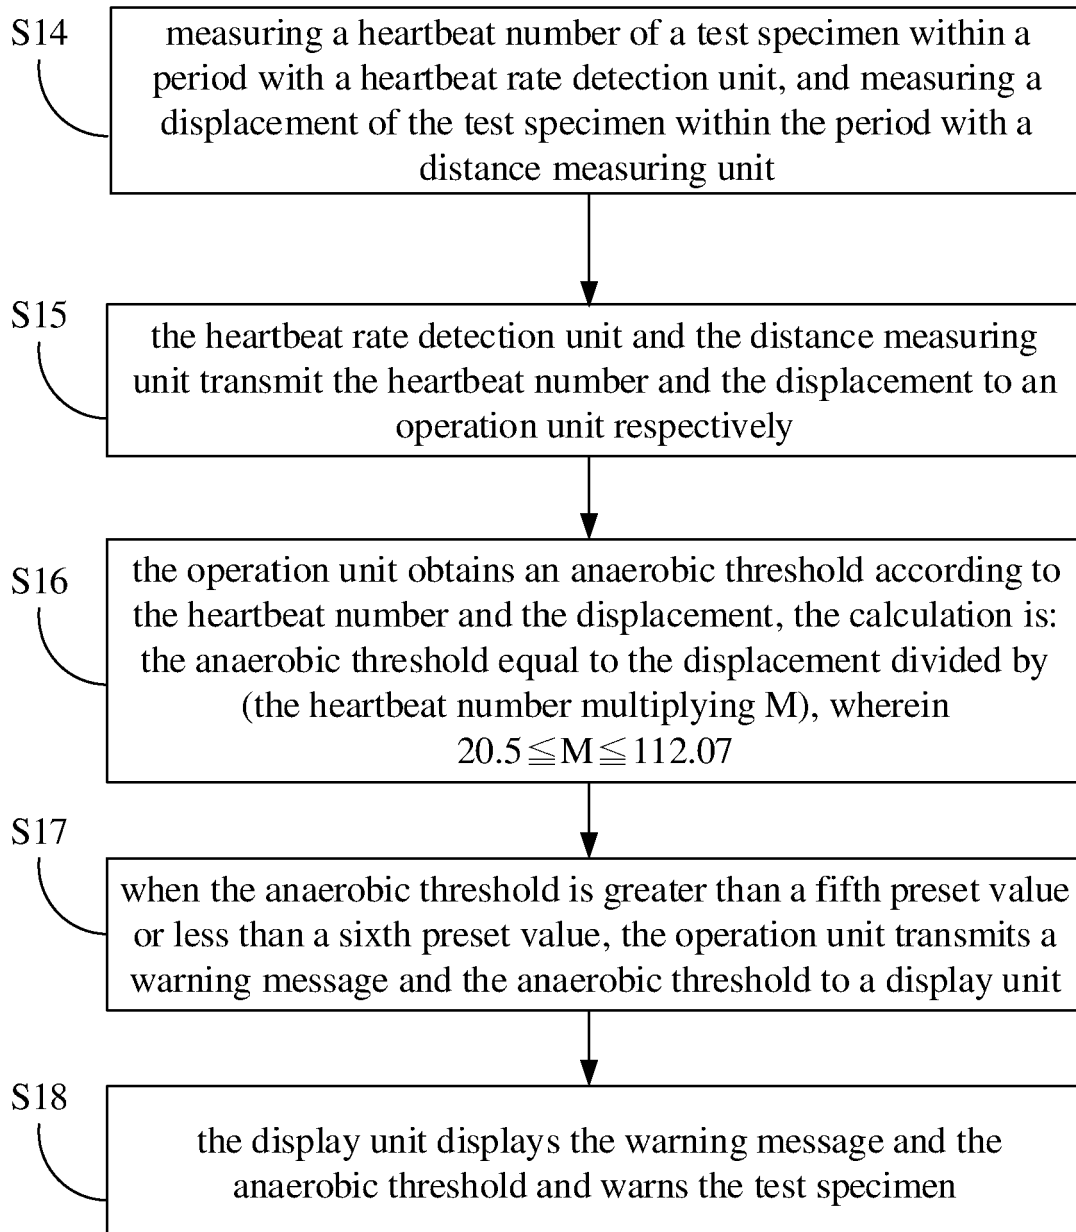 S14
measuring a heartbeat number of a test specimen within a
period with a heartbeat rate detection unit, and measuring a
displacement of the test specimen within the period with a
distance measuring unit
S15
the heartbeat rate detection unit and the distance measuring
unit transmit the heartbeat number and the displacement to an
operation unit respectively
S16
the operation unit obtains an anaerobic threshold according to
the heartbeat number and the displacement, the calculation is:
the anaerobic threshold equal to the displacement divided by
(the heartbeat number multiplying M), wherein
20.5≦M≦112.07
S17
when the anaerobic threshold is greater than a fifth preset value
or less than a sixth preset value, the operation unit transmits a
warning message and the anaerobic threshold to a display unit
S18
the display unit displays the warning message and the
anaerobic threshold and warns the test specimen